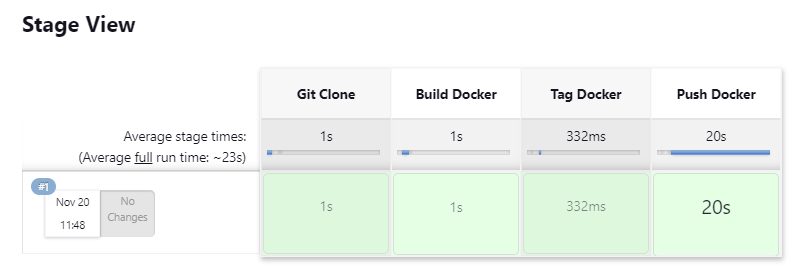 Stage View
Git Clone Build Docker Tag Docker Push Docker
Average stage times: 1s 1s 332ms 20s
(Average full run time: ~23s)
#1
Nov 20 No
Changes
11:48
1s 1s 332ms 20s